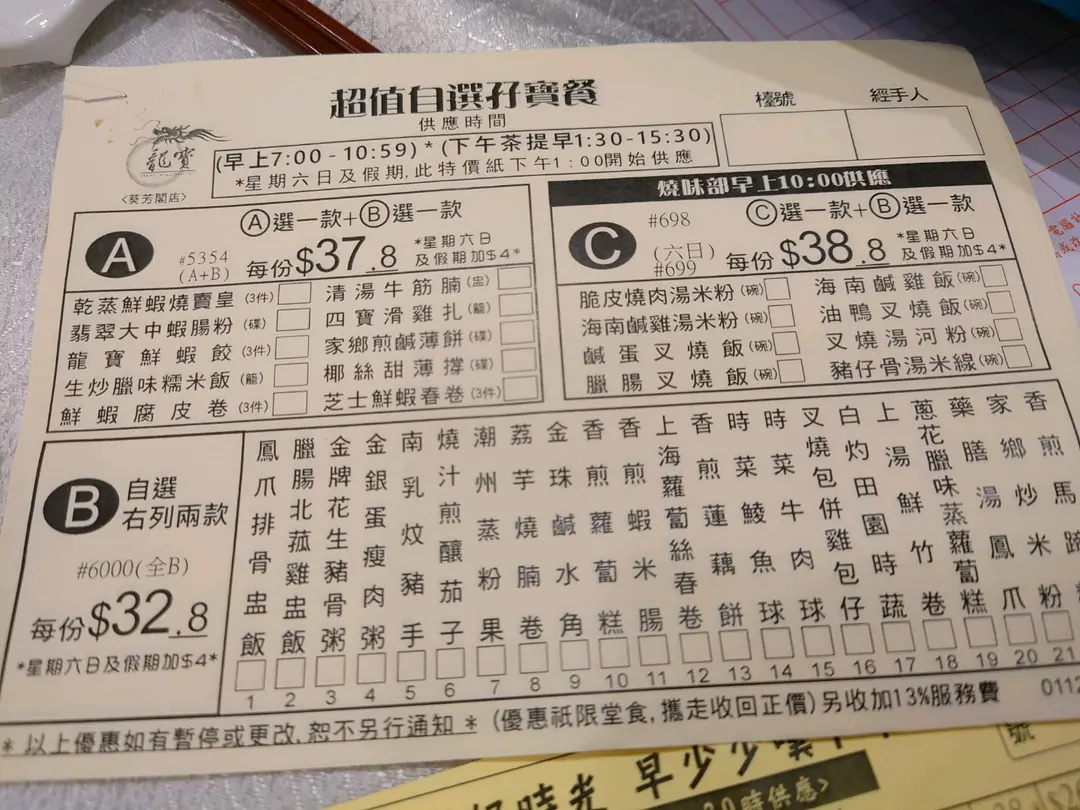 超值自選孖寶餐
供應時間
(早上7:00 - 10:59) * (下午茶提早1:30-15:30)
*星期六日及假期,此特價紙下午1:00開始供應
檯號
經手人
龍寶
<葵芳閣店>
A
Ⓐ選一款+Ⓑ選一款
#5354
(A+B)
每份$37.8
*星期六日
及假期加$4*
乾蒸鮮蝦燒賣皇(3件)
翡翠大中蝦腸粉(碟)
龍寶鮮蝦餃(3件)
生炒臘味糯米飯(籠)
鮮蝦腐皮卷(3件)
清湯牛筋腩(盅)
四寶滑雞扎(籠)
家鄉煎鹹薄餅(碟)
椰絲甜薄撐(碟)
芝士鮮蝦春卷(3件)
燒味部早上10:00供應
C
#698
(六日)
#699
Ⓒ選一款+Ⓑ選一款
每份$38.8
*星期六日
及假期加$4*
脆皮燒肉湯米粉(碗)
海南鹹雞湯米粉(碗)
鹹蛋叉燒飯(碗)
臘腸叉燒飯(碗)
海南鹹雞飯(碗)
油鴨叉燒飯(碗)
叉燒湯河粉(碗)
豬仔骨湯米線(碗)
B
自選
右列兩款
#6000(全B)
每份$32.8
*星期六日及假期加$4*
鳳爪排骨盅飯 1
臘腸北菰雞盅飯 2
金牌花生豬骨粥 3
金銀蛋瘦肉粥 4
南乳炆豬手 5
燒汁煎釀茄子 6
潮州蒸粉果 7
荔芋燒腩卷 8
金珠鹹水角 9
香煎蘿蔔糕 10
香煎蝦米腸 11
上海蘿蔔絲春卷 12
香煎蓮藕餅 13
時菜鯪魚球 14
時菜牛肉球 15
叉燒包併雞包仔 16
白灼田園時蔬 17
上湯鮮竹卷 18
蔥花臘味蒸蘿蔔糕 19
藥膳湯鳳爪 20
家鄉炒米粉 21
香煎馬蹄
* 以上優惠如有暫停或更改,恕不另行通知 * (優惠祇限堂食,攜走收回正價) 另收加13%服務費
0112
早少少
時供應>
號